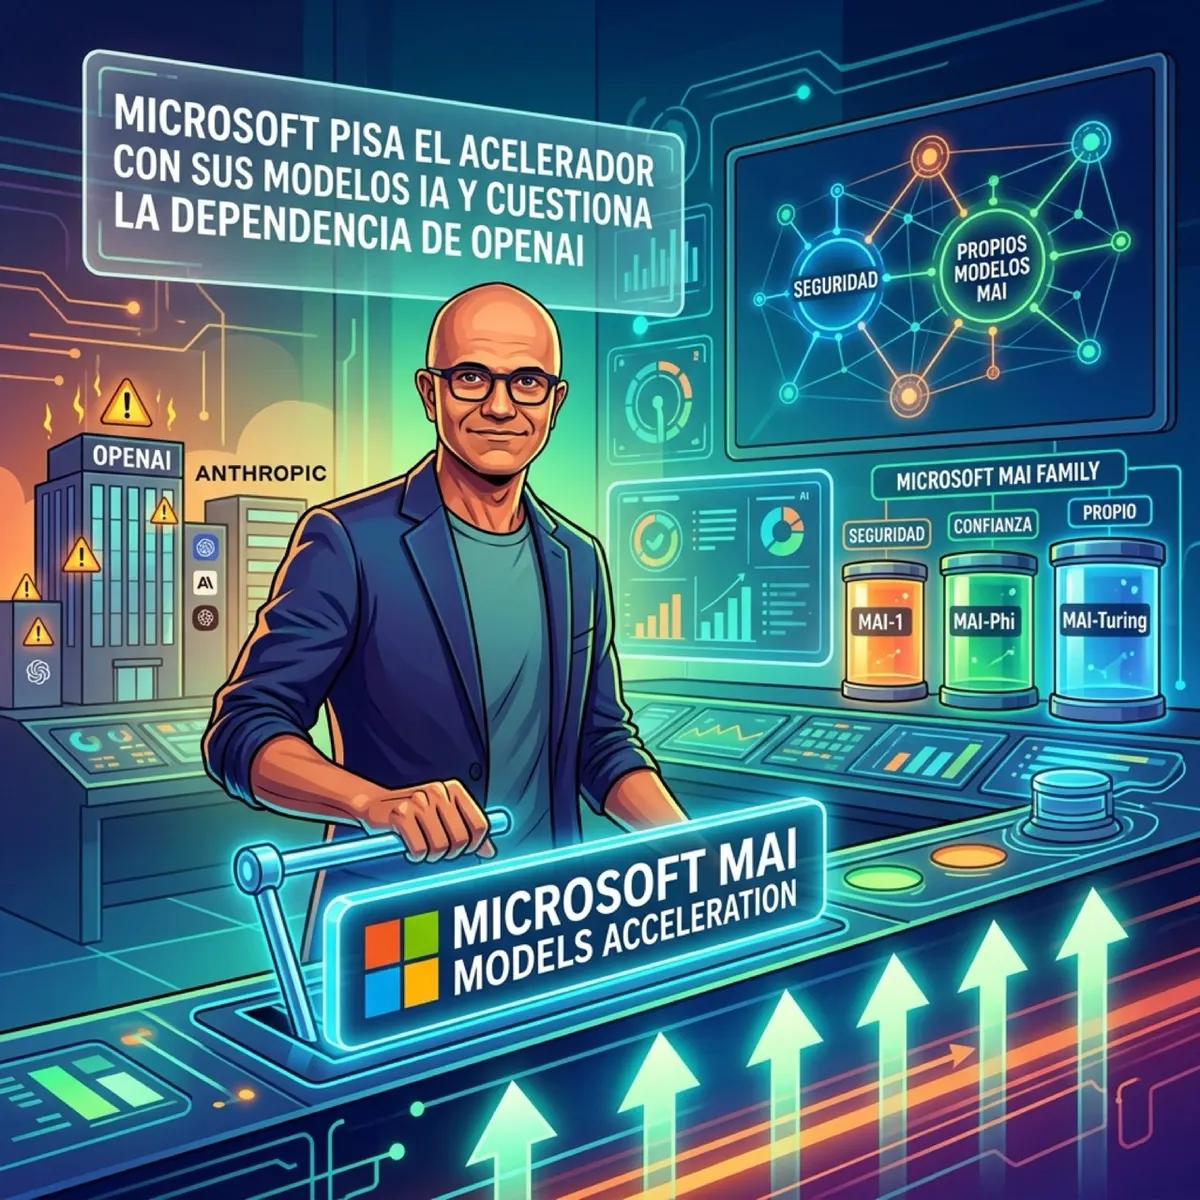 MICROSOFT PISA EL ACELERADOR
CON SUS MODELOS IA Y CUESTIONA
LA DEPENDENCIA DE OPENAI
SEGURIDAD
PROPIOS
MODELOS
MAI
OPENAI
ANTHROPIC
AI
MICROSOFT MAI FAMILY
SEGURIDAD
CONFIANZA
PROPIO
MAI-1
MAI-Phi
MAI-Turing
MICROSOFT MAI
MODELS ACCELERATION